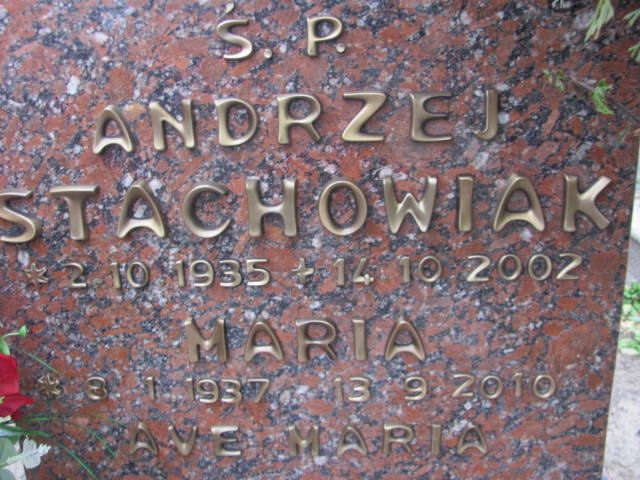 Ś. P.
ANDRZEJ
STACHOWIAK
* 2.10.1935 + 14.10.2002
MARIA
* 8.1 1937 13 9 2010
AVE MARIA